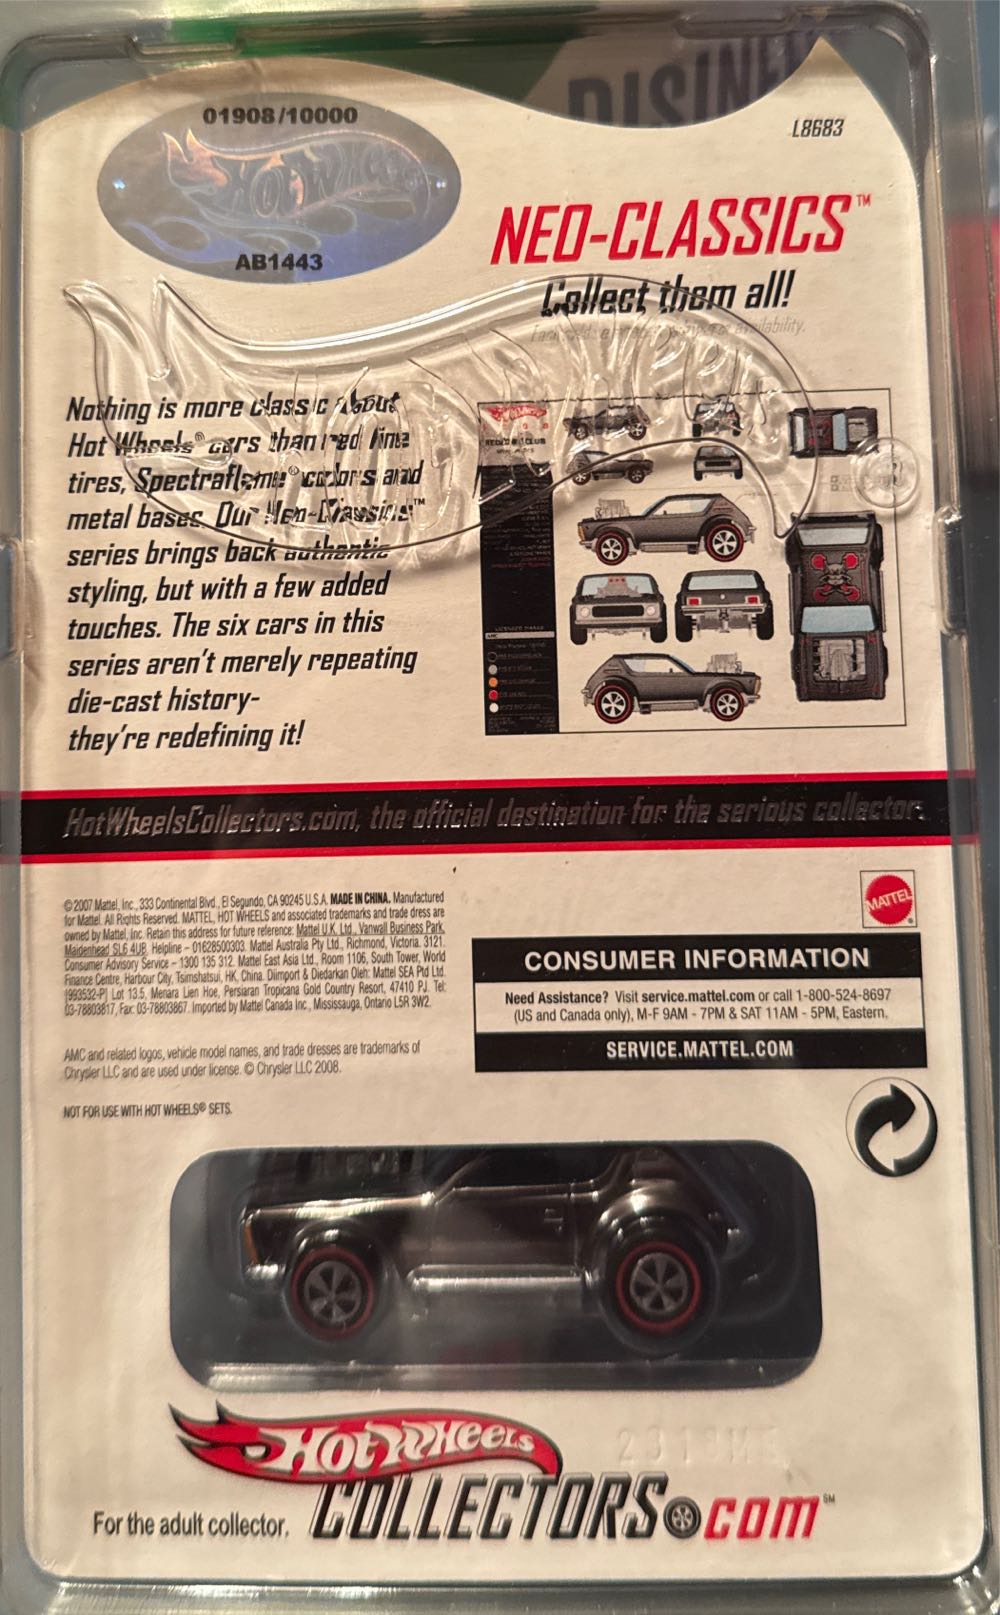 DISINF
01908/10000
Hot Wheels
AB1443
L8683
NEO-CLASSICS™
Collect them all!
Nothing is more classic about
Hot Wheels® cars than red line
tires, Spectraflame® colors and
metal bases. Our Neo-Classics™
series brings back authentic
styling, but with a few added
touches. The six cars in this
series aren't merely repeating
die-cast history-
they're redefining it!
HotWheelsCollectors.com, the official destination for the serious collector.
© 2007 Mattel, Inc., 333 Continental Blvd., El Segundo, CA 90245 U.S.A. MADE IN CHINA. Manufactured
for Mattel. All Rights Reserved. MATTEL, HOT WHEELS and associated trademarks and trade dress are
owned by Mattel, Inc. Retain this address for future reference: Mattel U.K. Ltd., Vanwall Business Park,
Maidenhead SL6 4UB. Helpline – 01628500303. Mattel Australia Pty Ltd., Richmond, Victoria. 3121.
Consumer Advisory Service – 1300 135 312. Mattel East Asia Ltd., Room 1106, South Tower, World
Finance Centre, Harbour City, Tsimshatsui, HK, China. Diimport & Diedarkan Oleh: Mattel SEA Ptd Ltd.
(993532-P) Lot 13.5, Menara Lien Hoe, Persiaran Tropicana Gold Country Resort, 47410 PJ. Tel:
03-78803817, Fax: 03-78803867. Imported by Mattel Canada Inc., Mississauga, Ontario L5R 3W2.
AMC and related logos, vehicle model names, and trade dresses are trademarks of
Chrysler LLC and are used under license. © Chrysler LLC 2008.
NOT FOR USE WITH HOT WHEELS® SETS.
MATTEL®
CONSUMER INFORMATION
Need Assistance? Visit service.mattel.com or call 1-800-524-8697
(US and Canada only), M-F 9AM - 7PM & SAT 11AM - 5PM, Eastern.
SERVICE.MATTEL.COM
Hot Wheels
COLLECTORS.com℠
For the adult collector.